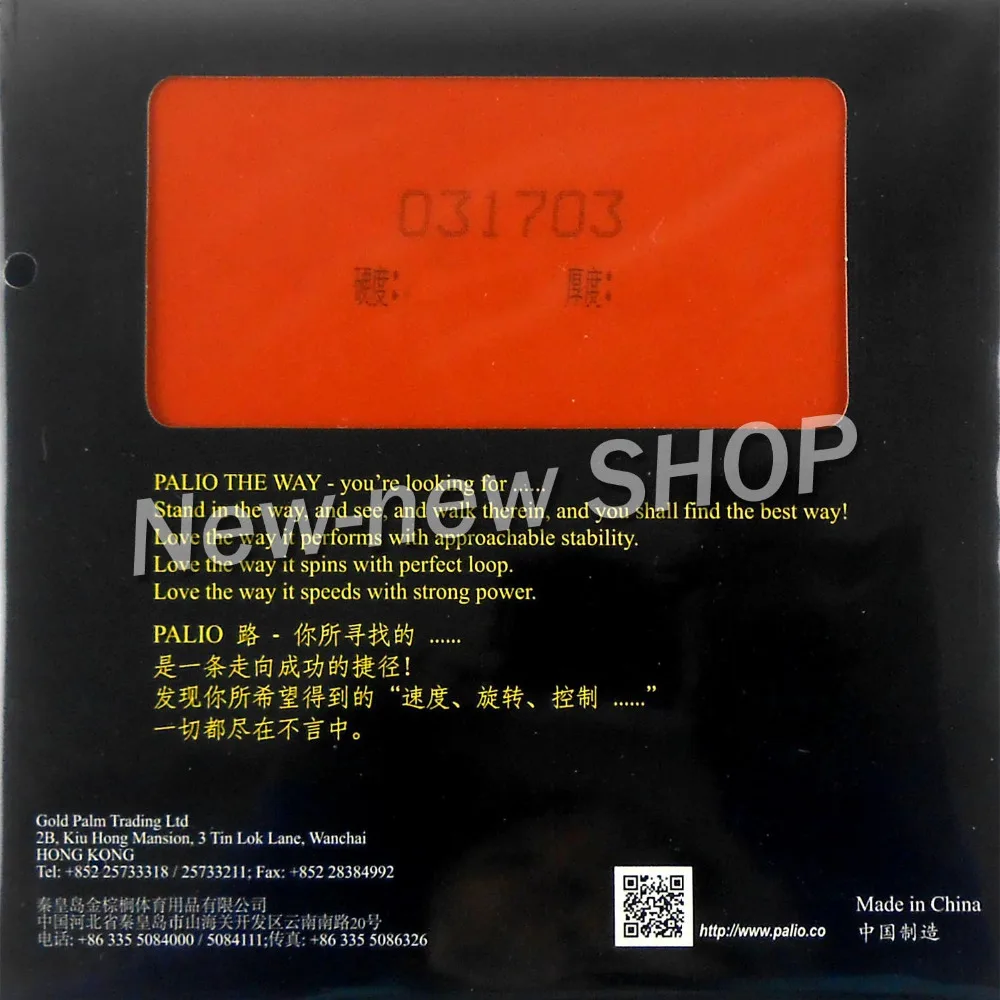 031703
硬度: 厚度:
New-new SHOP
PALIO THE WAY - you're looking for ......
Stand in the way, and see, and walk therein, and you shall find the best way!
Love the way it performs with approachable stability.
Love the way it spins with perfect loop.
Love the way it speeds with strong power.
PALIO 路 - 你所寻找的 ......
是一条走向成功的捷径!
发现你所希望得到的“速度、旋转、控制 ......”
一切都尽在不言中。
Gold Palm Trading Ltd
2B, Kiu Hong Mansion, 3 Tin Lok Lane, Wanchai
HONG KONG
Tel: +852 25733318 / 25733211; Fax: +852 28384992
秦皇岛金棕榈体育用品有限公司
中国河北省秦皇岛市山海关开发区云南南路20号
电话: +86 335 5084000 / 5084111;传真: +86 335 5086326
http://www.palio.co
Made in China
中国制造